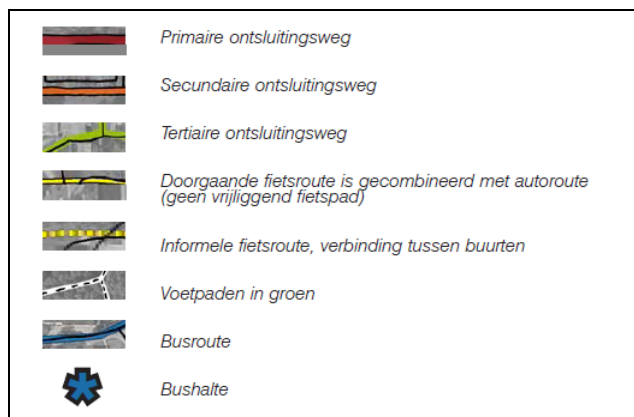 Primaire ontsluitingsweg
Secundaire ontsluitingsweg
Tertiaire ontsluitingsweg
Doorgaande fietsroute is gecombineerd met autoroute
(geen vrijliggend fietspad)
Informele fietsroute, verbinding tussen buurten
Voetpaden in groen
Busroute
Bushalte